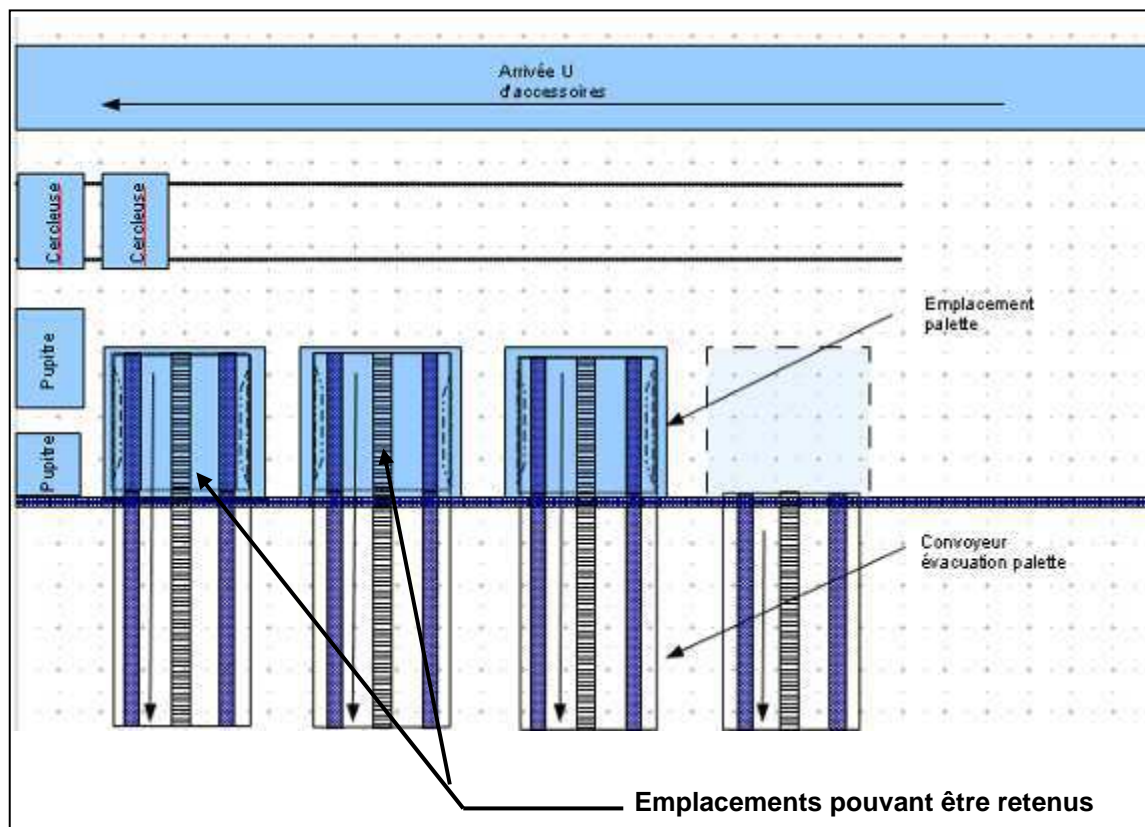 Arrivée U
d'accessoires
Cercleuse
Cercleuse
Pupitre
Pupitre
Emplacement
palette
Convoyeur
évacuation palette
Emplacements pouvant être retenus